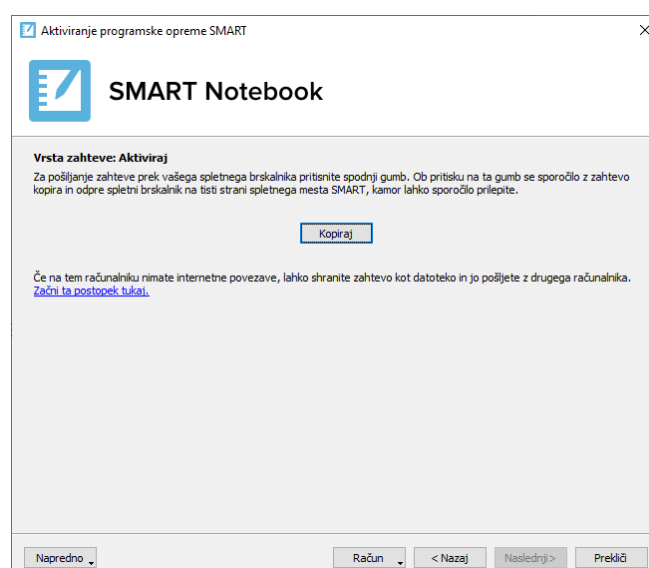 Aktiviranje programske opreme SMART
SMART Notebook
Vrsta zahteve: Aktiviraj
Za pošiljanje zahteve prek vašega spletnega brskalnika pritisnite spodnji gumb. Ob pritisku na ta gumb se sporočilo z zahtevo
kopira in odpre spletni brskalnik na tisti strani spletnega mesta SMART, kamor lahko sporočilo prilepite.
Kopiraj
Če na tem računalniku nimate internetne povezave, lahko shranite zahtevo kot datoteko in jo pošljete z drugega računalnika.
Začni ta postopek tukaj.
Napredno Račun < Nazaj Naslednji> Prekliči